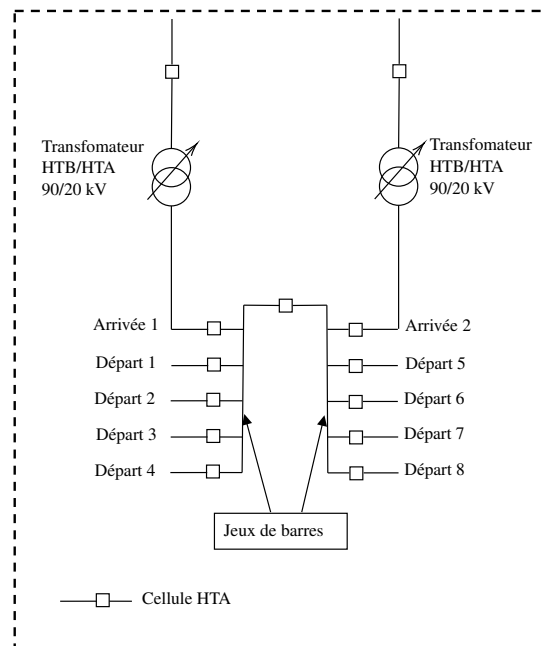 Transfomateur
HTB/HTA
90/20 kV
Transfomateur
HTB/HTA
90/20 kV
Arrivée 1
Arrivée 2
Départ 1
Départ 5
Départ 2
Départ 6
Départ 3
Départ 7
Départ 4
Départ 8
Jeux de barres
Cellule HTA